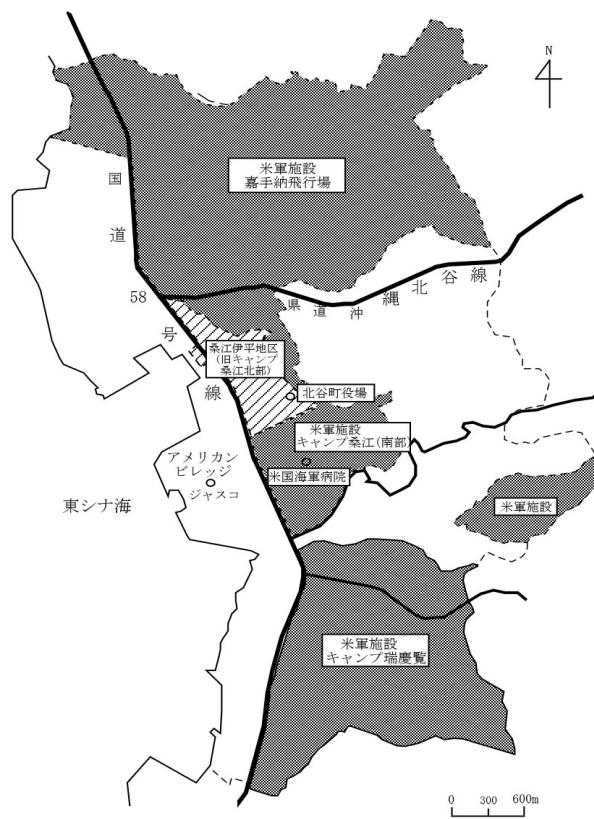 N
米軍施設
嘉手納飛行場
国道58号線
県道沖縄北谷線
桑江伊平地区
(旧キャンプ
桑江北部)
北谷町役場
米軍施設
キャンプ桑江(南部)
アメリカン
ビレッジ
ジャスコ
米国海軍病院
東シナ海
米軍施設
米軍施設
キャンプ瑞慶覧
0 300 600m